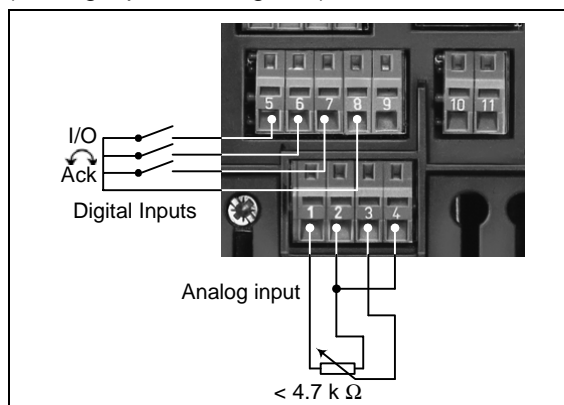 5 6 7 8 9 10 11
I/O
Ack
Digital Inputs
1 2 3 4
Analog input
< 4.7 k Ω